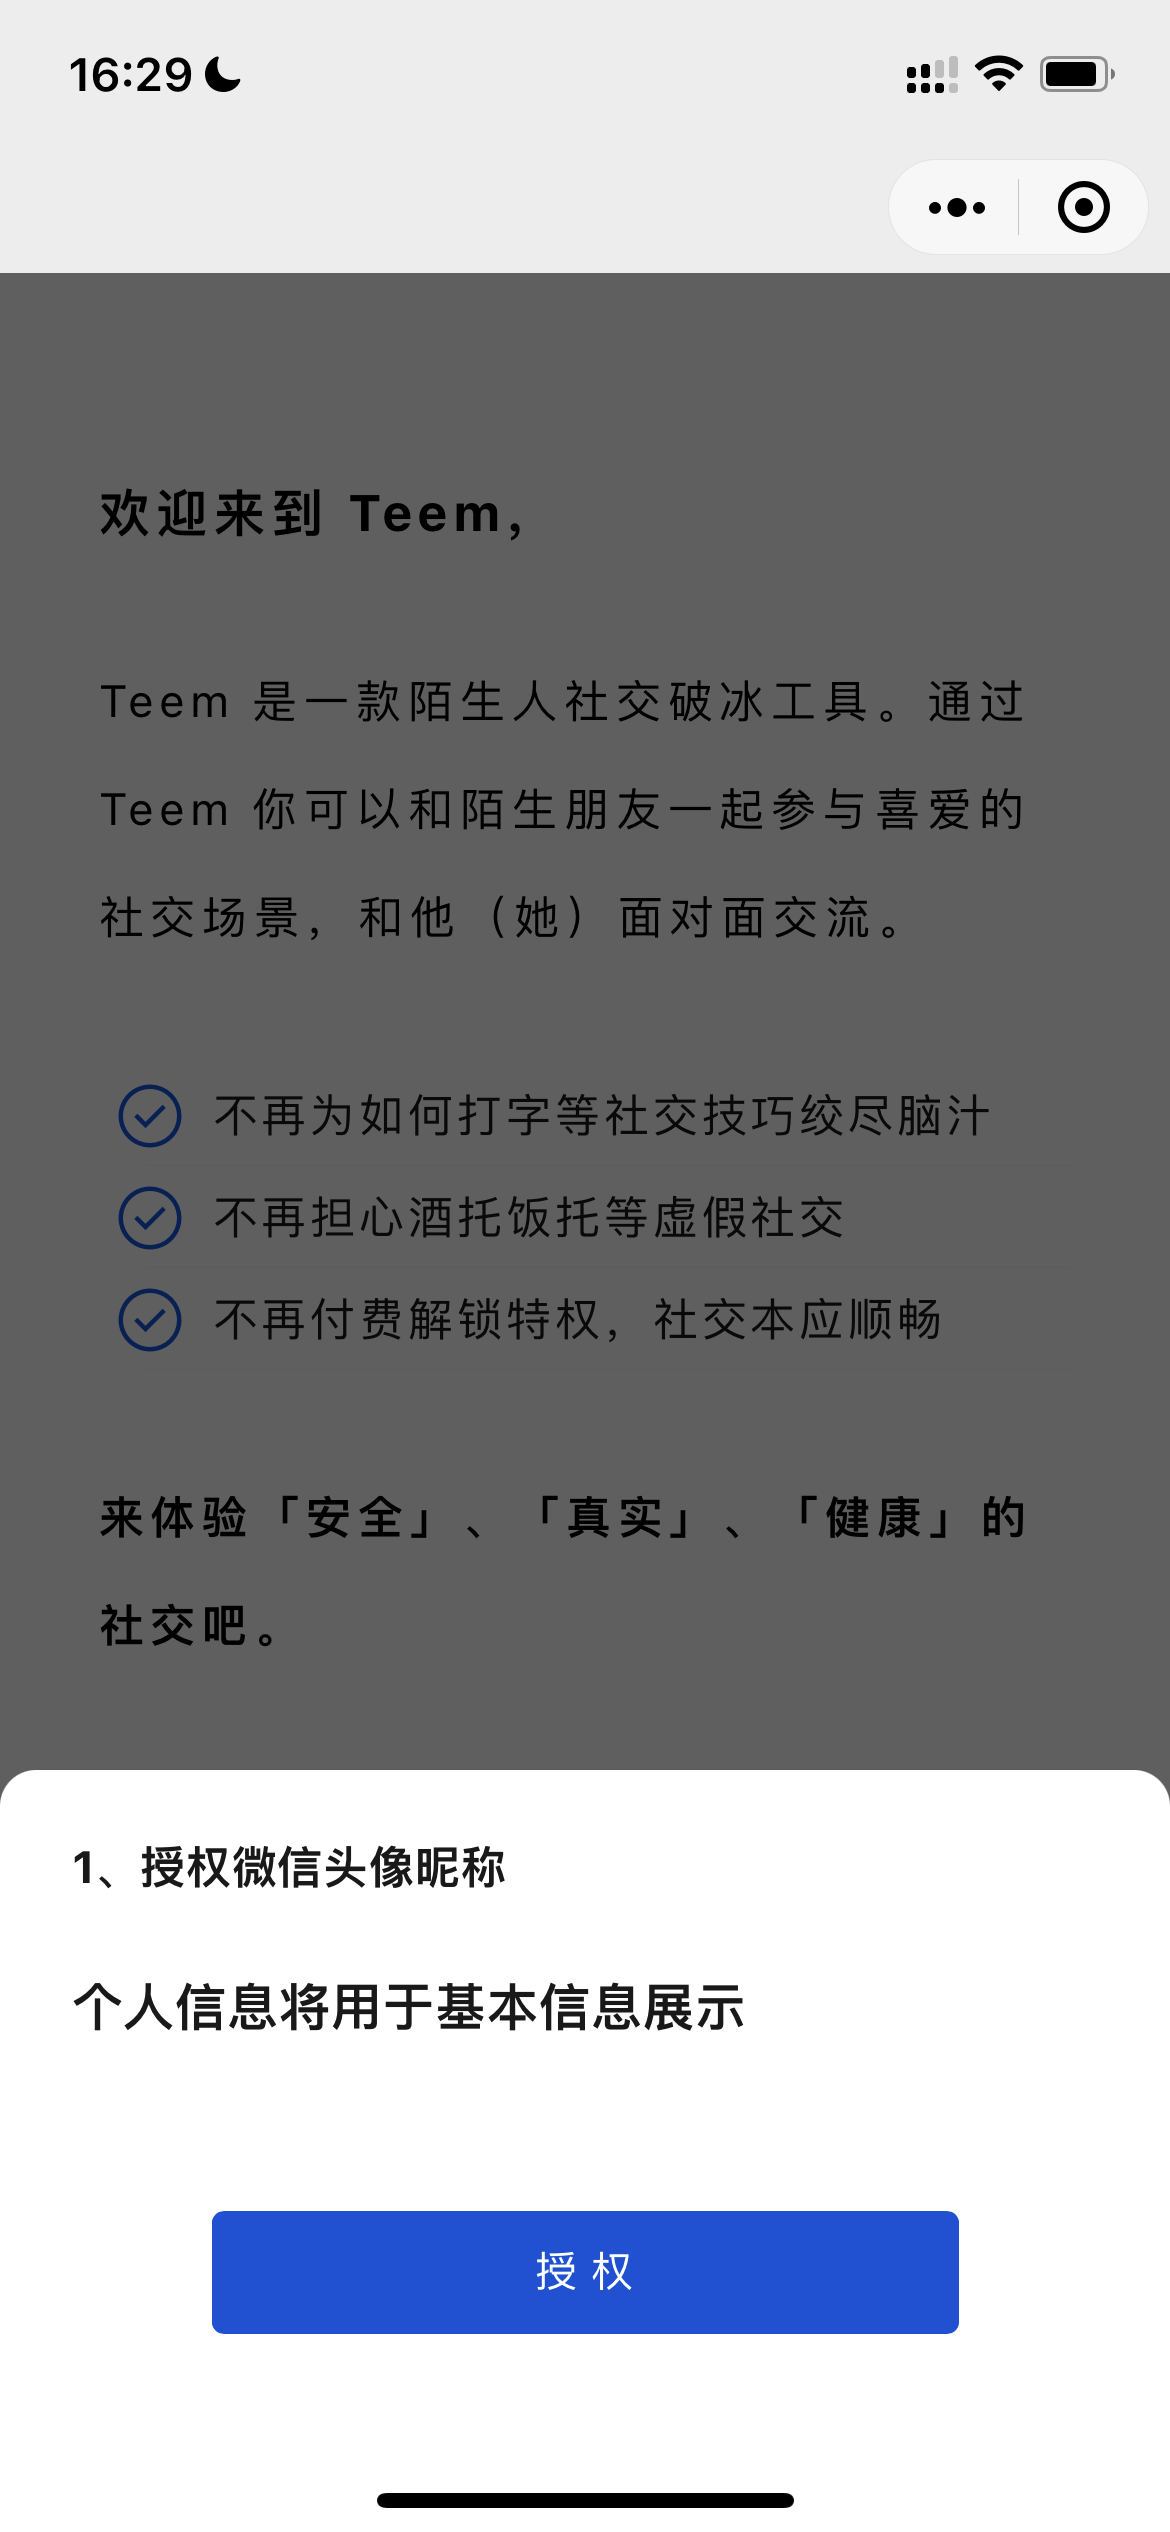 16:29
欢迎来到 Teem，
Teem 是一款陌生人社交破冰工具。通过
Teem 你可以和陌生朋友一起参与喜爱的
社交场景，和他（她）面对面交流。
不再为如何打字等社交技巧绞尽脑汁
不再担心酒托饭托等虚假社交
不再付费解锁特权，社交本应顺畅
来体验「安全」、「真实」、「健康」的
社交吧。
1、授权微信头像昵称
个人信息将用于基本信息展示
授权